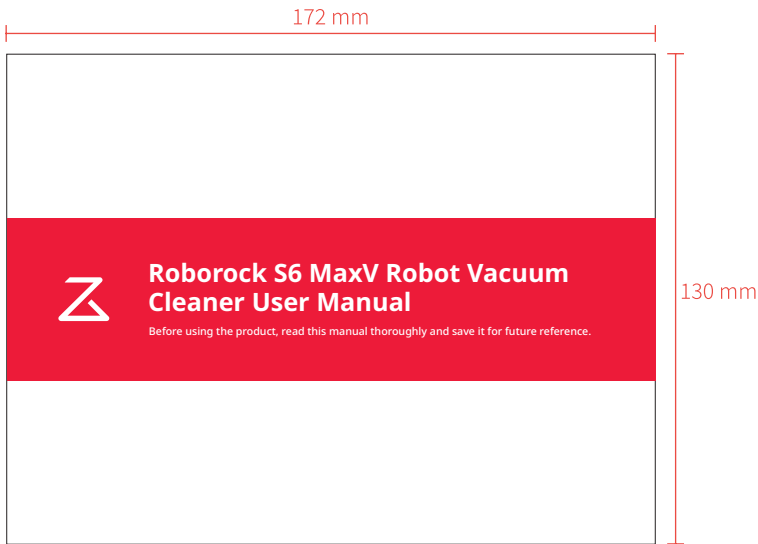 172 mm
Roborock S6 MaxV Robot Vacuum
Cleaner User Manual
Before using the product, read this manual thoroughly and save it for future reference.
130 mm